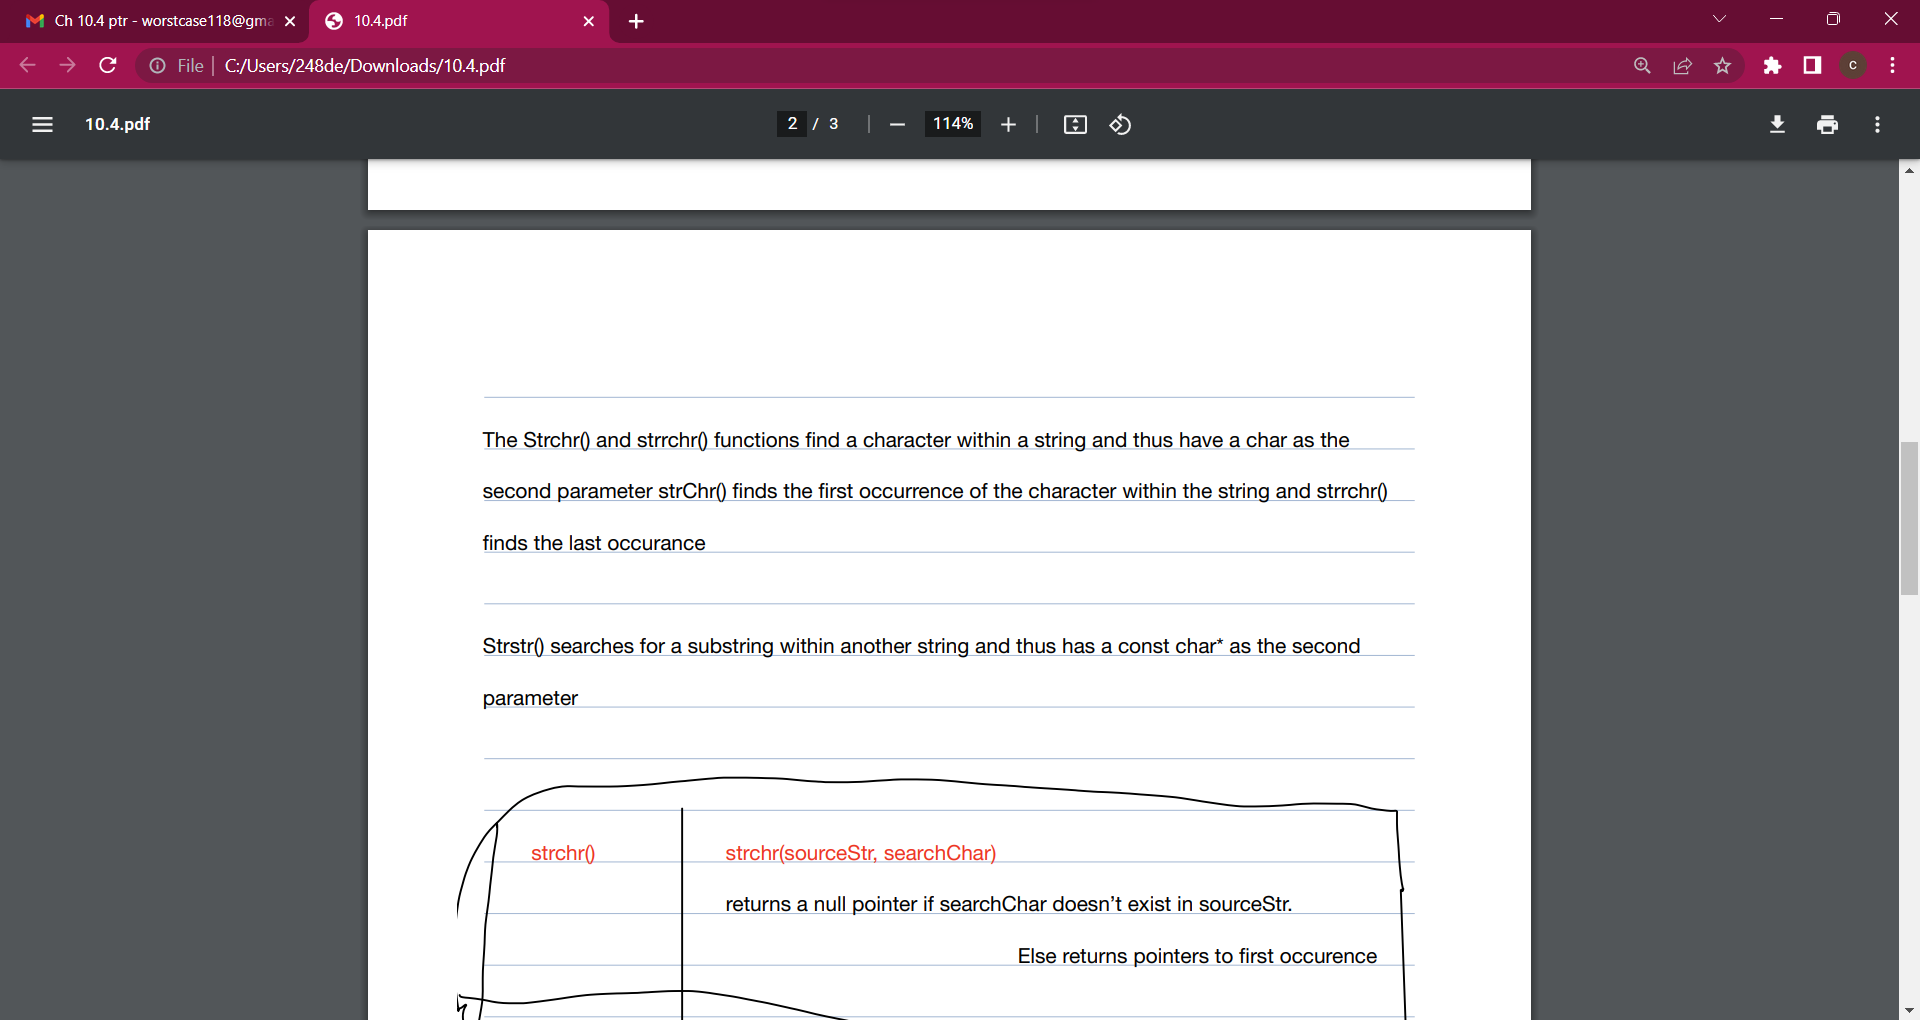 Ch 10.4 ptr - worstcase118@gma
10.4.pdf
File | C:/Users/248de/Downloads/10.4.pdf
c
10.4.pdf
2 / 3
114%
The Strchr() and strrchr() functions find a character within a string and thus have a char as the
second parameter strChr() finds the first occurrence of the character within the string and strrchr()
finds the last occurance
Strstr() searches for a substring within another string and thus has a const char* as the second
parameter
strchr()
strchr(sourceStr, searchChar)
returns a null pointer if searchChar doesn’t exist in sourceStr.
Else returns pointers to first occurence